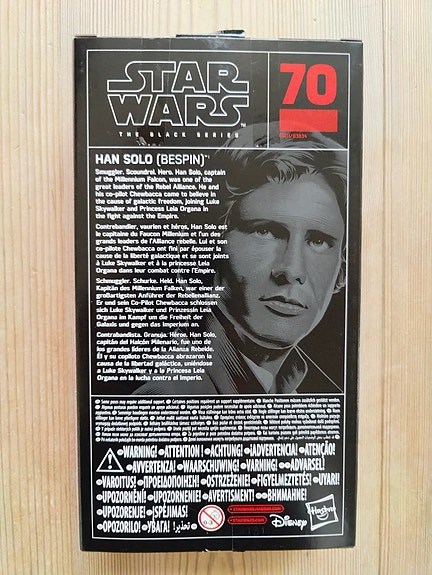 STAR
WARS™
THE BLACK SERIES
70
HAN SOLO (BESPIN)™
Smuggler. Scoundrel. Hero. Han Solo, captain
of the Millennium Falcon, was one of the
great leaders of the Rebel Alliance. He and
his co-pilot Chewbacca came to believe in
the cause of galactic freedom, joining Luke
Skywalker and Princess Leia Organa in
the fight against the Empire.
Contrebandier, vaurien et héros, Han Solo est
le capitaine du Faucon Millenium et l'un des
grands leaders de l'Alliance rebelle. Lui et son
co-pilote Chewbacca ont fini par épouser la
cause de la liberté galactique et se sont joints
à Luke Skywalker et à la princesse Leia
Organa dans leur combat contre l'Empire.
Schmuggler. Schurke. Held. Han Solo,
Kapitän des Millennium Falken, war einer der
großartigsten Anführer der Rebellenallianz.
Er und sein Co-Pilot Chewbacca schlossen
sich Luke Skywalker und Prinzessin Leia
Organa im Kampf um die Freiheit der
Galaxis und gegen das Imperium an.
Contrabandista. Granuja. Héroe. Han Solo,
capitán del Halcón Milenario, fue uno de
los grandes líderes de la Alianza Rebelde.
Él y su copiloto Chewbacca abrazaron la
causa de la libertad galáctica, uniéndose
a Luke Skywalker y a la Princesa Leia
Organa en la lucha contra el Imperio.
WARNING! ATTENTION! ACHTUNG! ¡ADVERTENCIA! ATENÇÃO!
AVVERTENZA! WAARSCHUWING! VARNING! ADVARSEL!
VAROITUS! ΠΡΟΕΙΔΟΠΟΙΗΣΗ! OSTRZEŻENIE! FIGYELMEZTETÉS! UYARI!
UPOZORNĚNÍ! UPOZORNENIE! AVERTISMENT! ВНИМАНИЕ!
UPOZORENJE! ĮSPĖJIMAS!
OPOZORILO! УВАГА! تحذير!
0-3
STARWARS.HASBRO.COM
STARWARS.COM
Disney
Hasbro